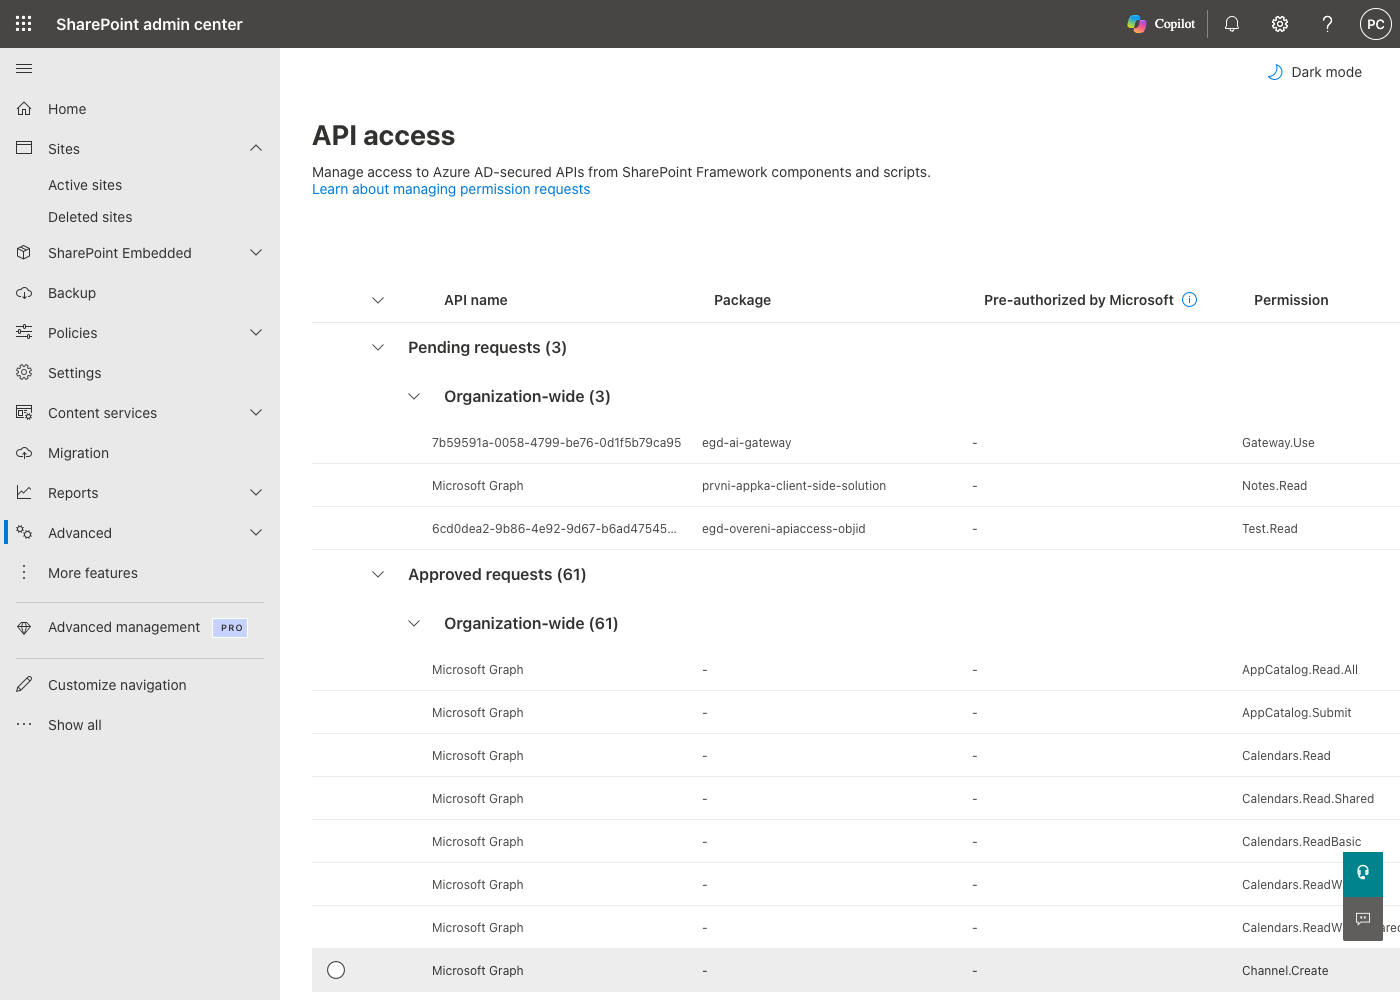 SharePoint admin center
Copilot
?
PC
Dark mode
Home
Sites
Active sites
Deleted sites
SharePoint Embedded
Backup
Policies
Settings
Content services
Migration
Reports
Advanced
More features
Advanced management PRO
Customize navigation
Show all
API access
Manage access to Azure AD-secured APIs from SharePoint Framework components and scripts.
Learn about managing permission requests
API name Package Pre-authorized by Microsoft Permission
Pending requests (3)
Organization-wide (3)
7b59591a-0058-4799-be76-0d1f5b79ca95 egd-ai-gateway - Gateway.Use
Microsoft Graph prvni-appka-client-side-solution - Notes.Read
6cd0dea2-9b86-4e92-9d67-b6ad47545... egd-overeni-apiaccess-objid - Test.Read
Approved requests (61)
Organization-wide (61)
Microsoft Graph - - AppCatalog.Read.All
Microsoft Graph - - AppCatalog.Submit
Microsoft Graph - - Calendars.Read
Microsoft Graph - - Calendars.Read.Shared
Microsoft Graph - - Calendars.ReadBasic
Microsoft Graph - - Calendars.ReadW
Microsoft Graph - - Calendars.ReadW
Microsoft Graph - - Channel.Create